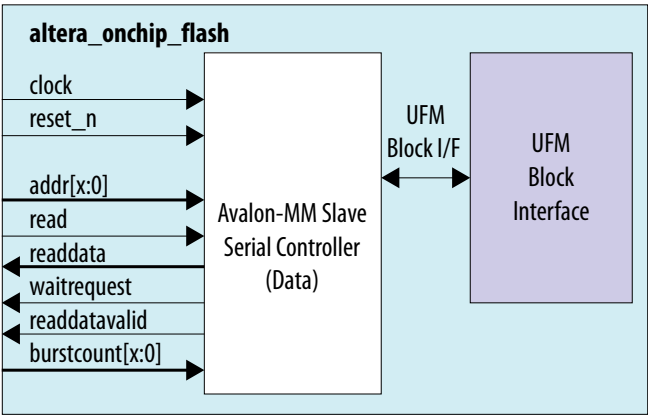 altera_onchip_flash
clock
reset_n
addr[x:0]
read
readdata
waitrequest
readdatavalid
burstcount[x:0]
Avalon-MM Slave
Serial Controller
(Data)
UFM
Block I/F
UFM
Block
Interface